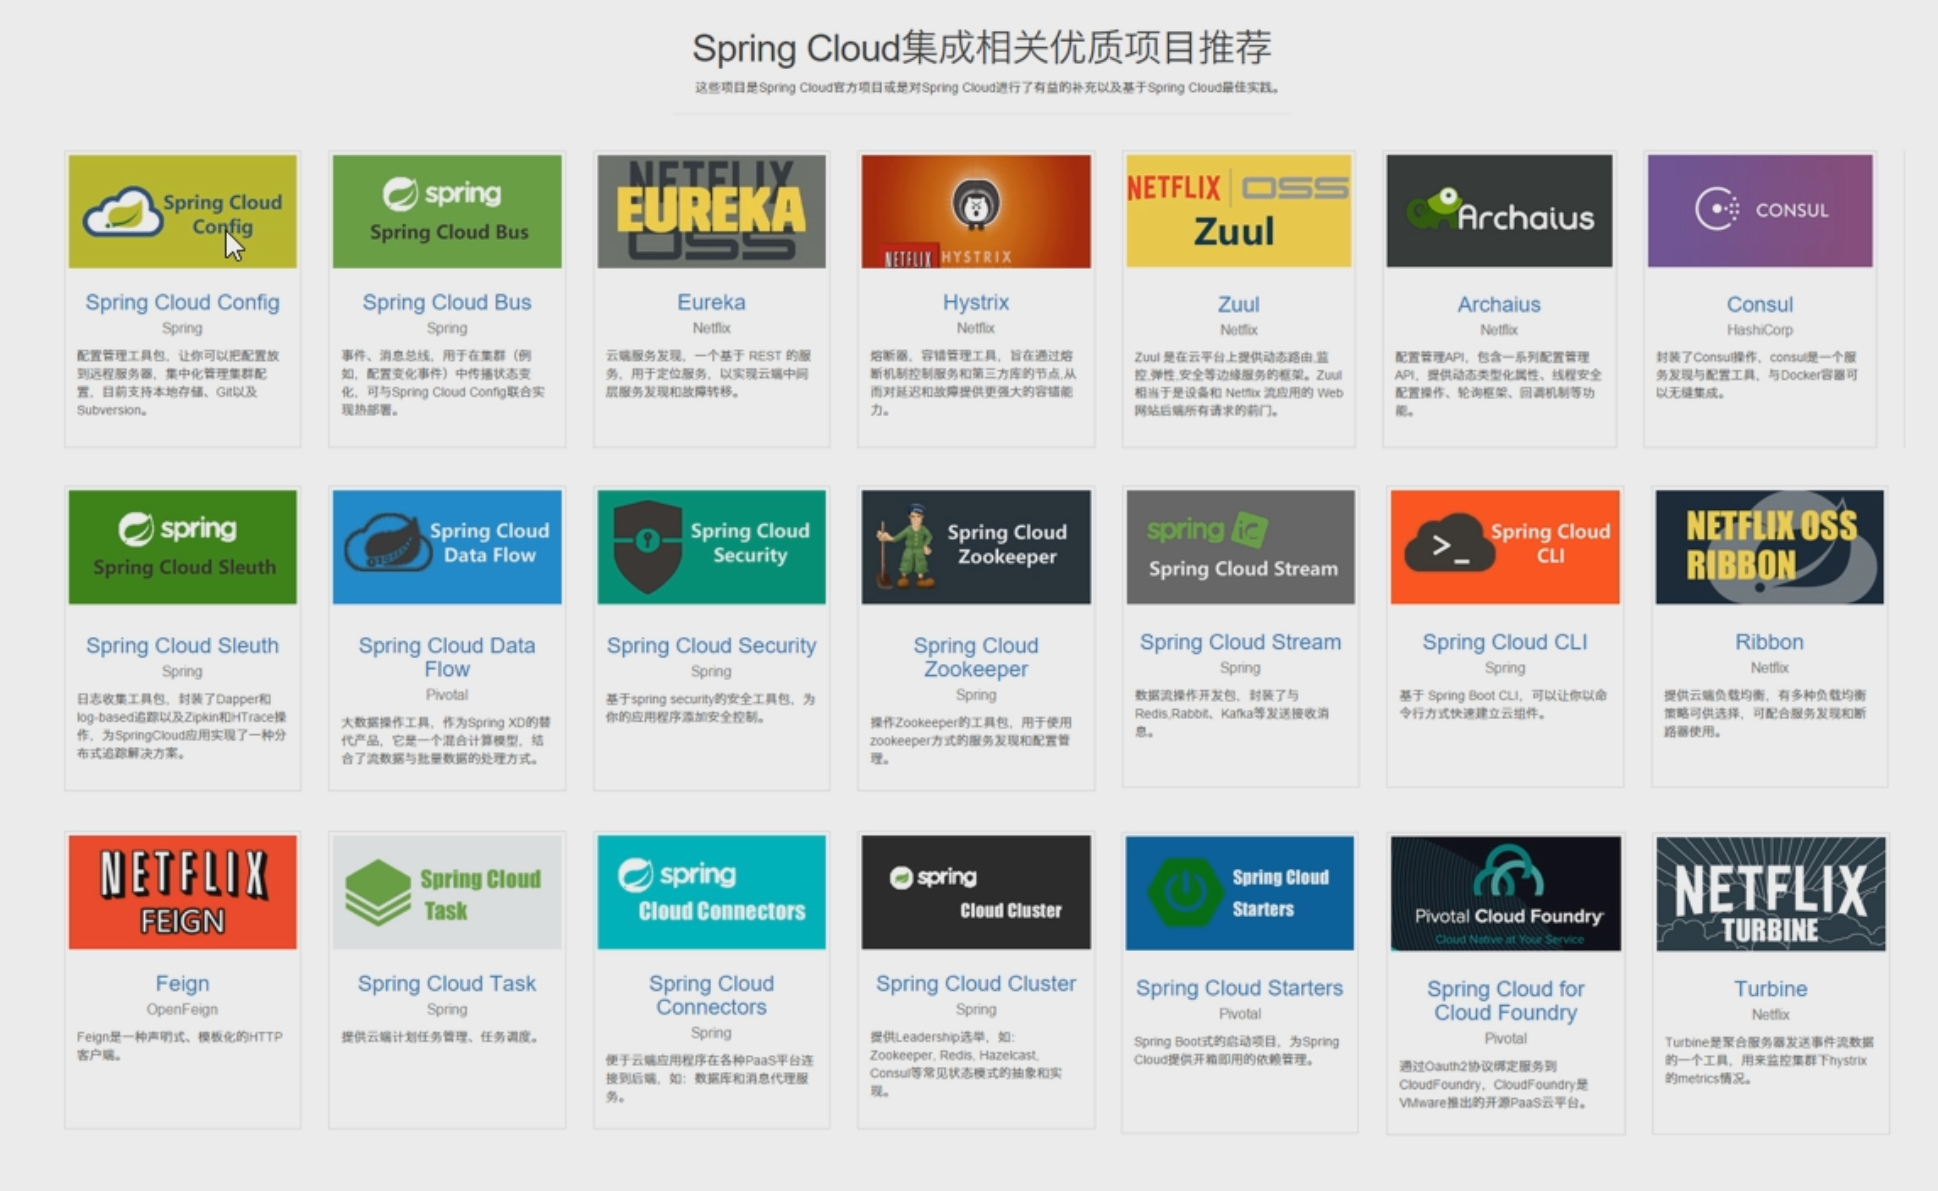 Spring Cloud集成相关优质项目推荐
这些项目是Spring Cloud官方项目或是对Spring Cloud进行了有益的补充以及基于Spring Cloud最佳实践。
Spring Cloud
Config
Spring Cloud Config
Spring
配置管理工具包，让你可以把配置放
到远程服务器，集中化管理集群配
置，目前支持本地存储、Git以及
Subversion。
spring
Spring Cloud Bus
Spring Cloud Bus
Spring
事件、消息总线，用于在集群（例
如，配置变化事件）中传播状态变
化，可与Spring Cloud Config联合实
现热部署。
NETFLIX
EUREKA
OSS
Eureka
Netflix
云端服务发现，一个基于 REST 的服
务，用于定位服务，以实现云端中间
层服务发现和故障转移。
NETFLIX HYSTRIX
Hystrix
Netflix
熔断器，容错管理工具，旨在通过熔
断机制控制服务和第三方库的节点,从
而对延迟和故障提供更强大的容错能
力。
NETFLIX OSS
Zuul
Zuul
Netflix
Zuul 是在云平台上提供动态路由,监
控,弹性,安全等边缘服务的框架。Zuul
相当于是设备和 Netflix 流应用的 Web
网站后端所有请求的前门。
Archaius
Archaius
Netflix
配置管理API，包含一系列配置管理
API，提供动态类型化属性、线程安全
配置操作、轮询框架、回调机制等功
能。
CONSUL
Consul
HashiCorp
封装了Consul操作，consul是一个服
务发现与配置工具，与Docker容器可
以无缝集成。
spring
Spring Cloud Sleuth
Spring Cloud Sleuth
Spring
日志收集工具包，封装了Dapper和
log-based追踪以及Zipkin和HTrace操
作，为SpringCloud应用实现了一种分
布式追踪解决方案。
Spring Cloud
Data Flow
Spring Cloud Data
Flow
Pivotal
大数据操作工具，作为Spring XD的替
代产品，它是一个混合计算模型，结
合了流数据与批量数据的处理方式。
Spring Cloud
Security
Spring Cloud Security
Spring
基于spring security的安全工具包，为
你的应用程序添加安全控制。
Spring Cloud
Zookeeper
Spring Cloud
Zookeeper
Spring
操作Zookeeper的工具包，用于使用
zookeeper方式的服务发现和配置管
理。
spring
Spring Cloud Stream
Spring Cloud Stream
Spring
数据流操作开发包，封装了与
Redis,Rabbit、Kafka等发送接收消
息。
Spring Cloud
CLI
Spring Cloud CLI
Spring
基于 Spring Boot CLI，可以让你以命
令行方式快速建立云组件。
NETFLIX OSS
RIBBON
Ribbon
Netflix
提供云端负载均衡，有多种负载均衡
策略可供选择，可配合服务发现和断
路器使用。
NETFLIX
FEIGN
Feign
OpenFeign
Feign是一种声明式、模板化的HTTP
客户端。
Spring Cloud
Task
Spring Cloud Task
Spring
提供云端计划任务管理、任务调度。
spring
Cloud Connectors
Spring Cloud
Connectors
Spring
便于云端应用程序在各种PaaS平台连
接到后端，如：数据库和消息代理服
务。
spring
Cloud Cluster
Spring Cloud Cluster
Spring
提供Leadership选举，如：
Zookeeper, Redis, Hazelcast,
Consul等常见状态模式的抽象和实
现。
Spring Cloud
Starters
Spring Cloud Starters
Pivotal
Spring Boot式的启动项目，为Spring
Cloud提供开箱即用的依赖管理。
Pivotal Cloud Foundry
Cloud Native at Your Service
Spring Cloud for
Cloud Foundry
Pivotal
通过Oauth2协议绑定服务到
CloudFoundry，CloudFoundry是
VMware推出的开源PaaS云平台。
NETFLIX
TURBINE
Turbine
Netflix
Turbine是聚合服务器发送事件流数据
的一个工具，用来监控集群下hystrix
的metrics情况。